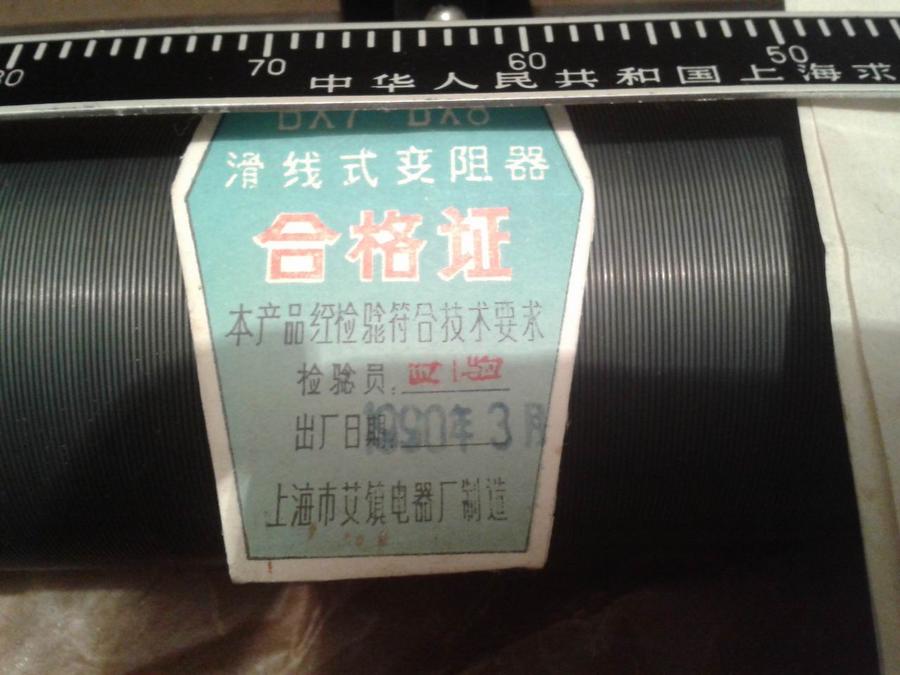 80 70 60 50
中华人民共和国上海求
BX7-BX8
滑线式变阻器
合格证
本产品经检验符合技术要求
检验员:
出厂日期 1990年3月
上海市艾镇电器厂制造